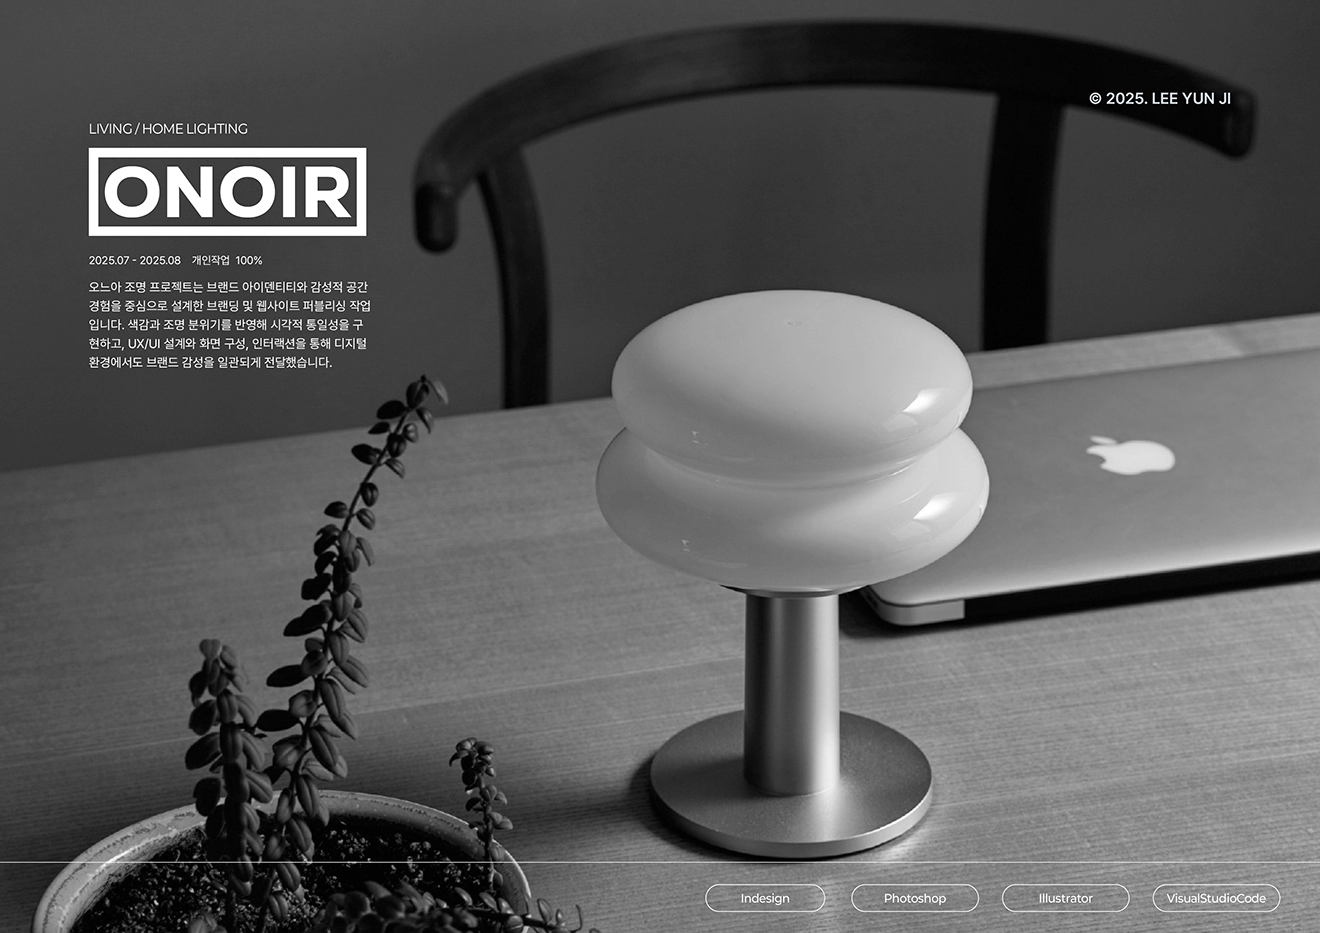 © 2025. LEE YUN JI
LIVING / HOME LIGHTING
ONOIR
2025.07 - 2025.08 개인작업 100%
오느아 조명 프로젝트는 브랜드 아이덴티티와 감성적 공간
경험을 중심으로 설계한 브랜딩 및 웹사이트 퍼블리싱 작업
입니다. 색감과 조명 분위기를 반영해 시각적 통일성을 구
현하고, UX/UI 설계와 화면 구성, 인터랙션을 통해 디지털
환경에서도 브랜드 감성을 일관되게 전달했습니다.
Indesign
Photoshop
Illustrator
VisualStudioCode